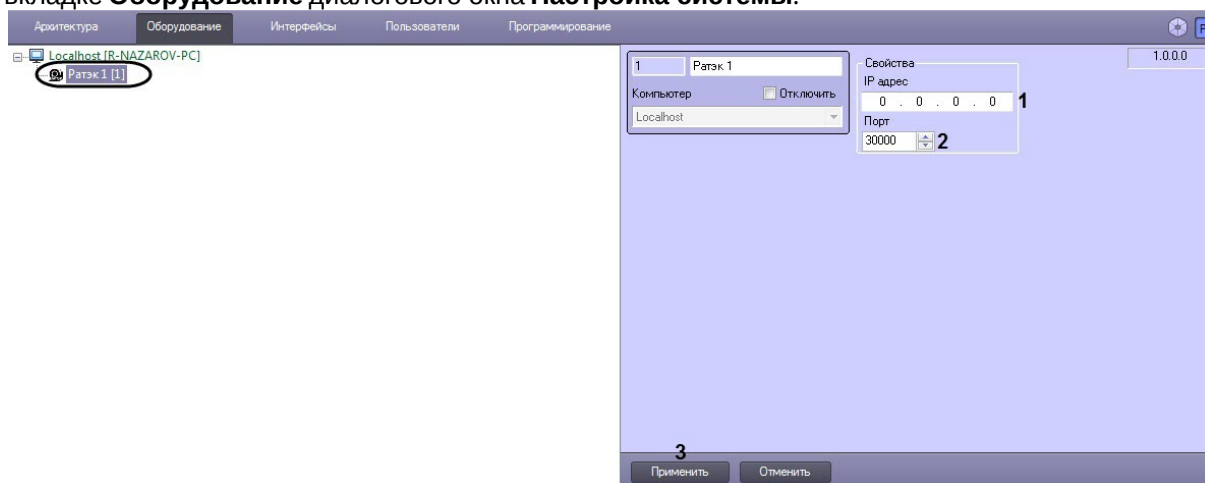 вкладке Оборудование диалогового окна Настройка системы.
Архитектура Оборудование Интерфейсы Пользователи Программирование
Localhost [R-NAZAROV-PC]
Ратэк 1 [1]
1 Ратэк 1
Компьютер Отключить
Localhost
Свойства
IP адрес
0 . 0 . 0 . 0 1
Порт
30000 2
1.0.0.0
3
Применить Отменить